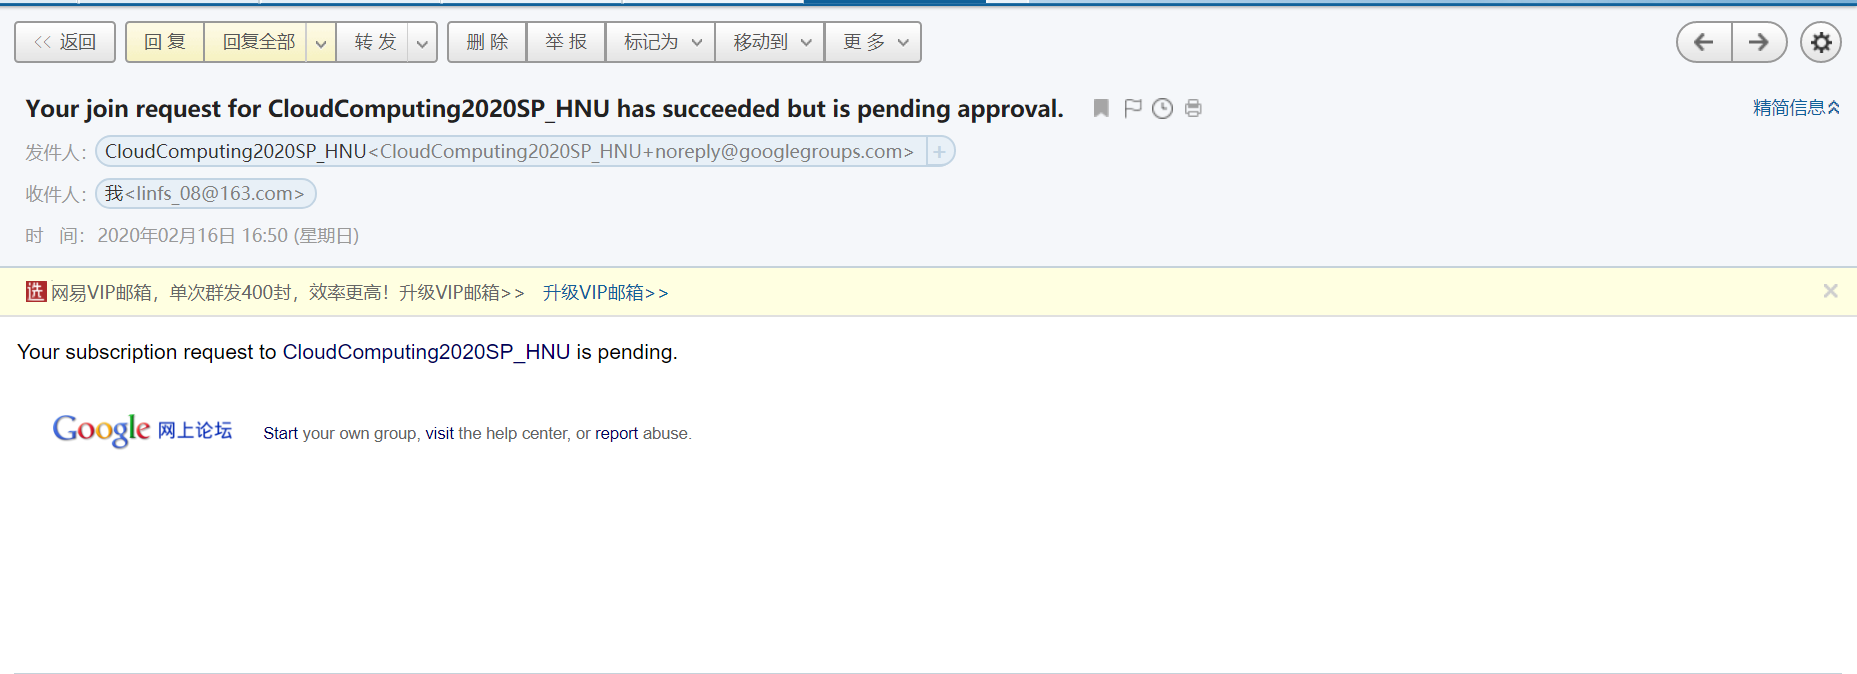 << 返回 回 复 回复全部 转 发 删 除 举 报 标记为 移动到 更 多
Your join request for CloudComputing2020SP_HNU has succeeded but is pending approval. 精简信息
发件人： CloudComputing2020SP_HNU<CloudComputing2020SP_HNU+noreply@googlegroups.com> +
收件人： 我<linfs_08@163.com>
时 间： 2020年02月16日 16:50 (星期日)
选 网易VIP邮箱，单次群发400封，效率更高！升级VIP邮箱>> 升级VIP邮箱>>
Your subscription request to CloudComputing2020SP_HNU is pending.
Google 网上论坛 Start your own group, visit the help center, or report abuse.